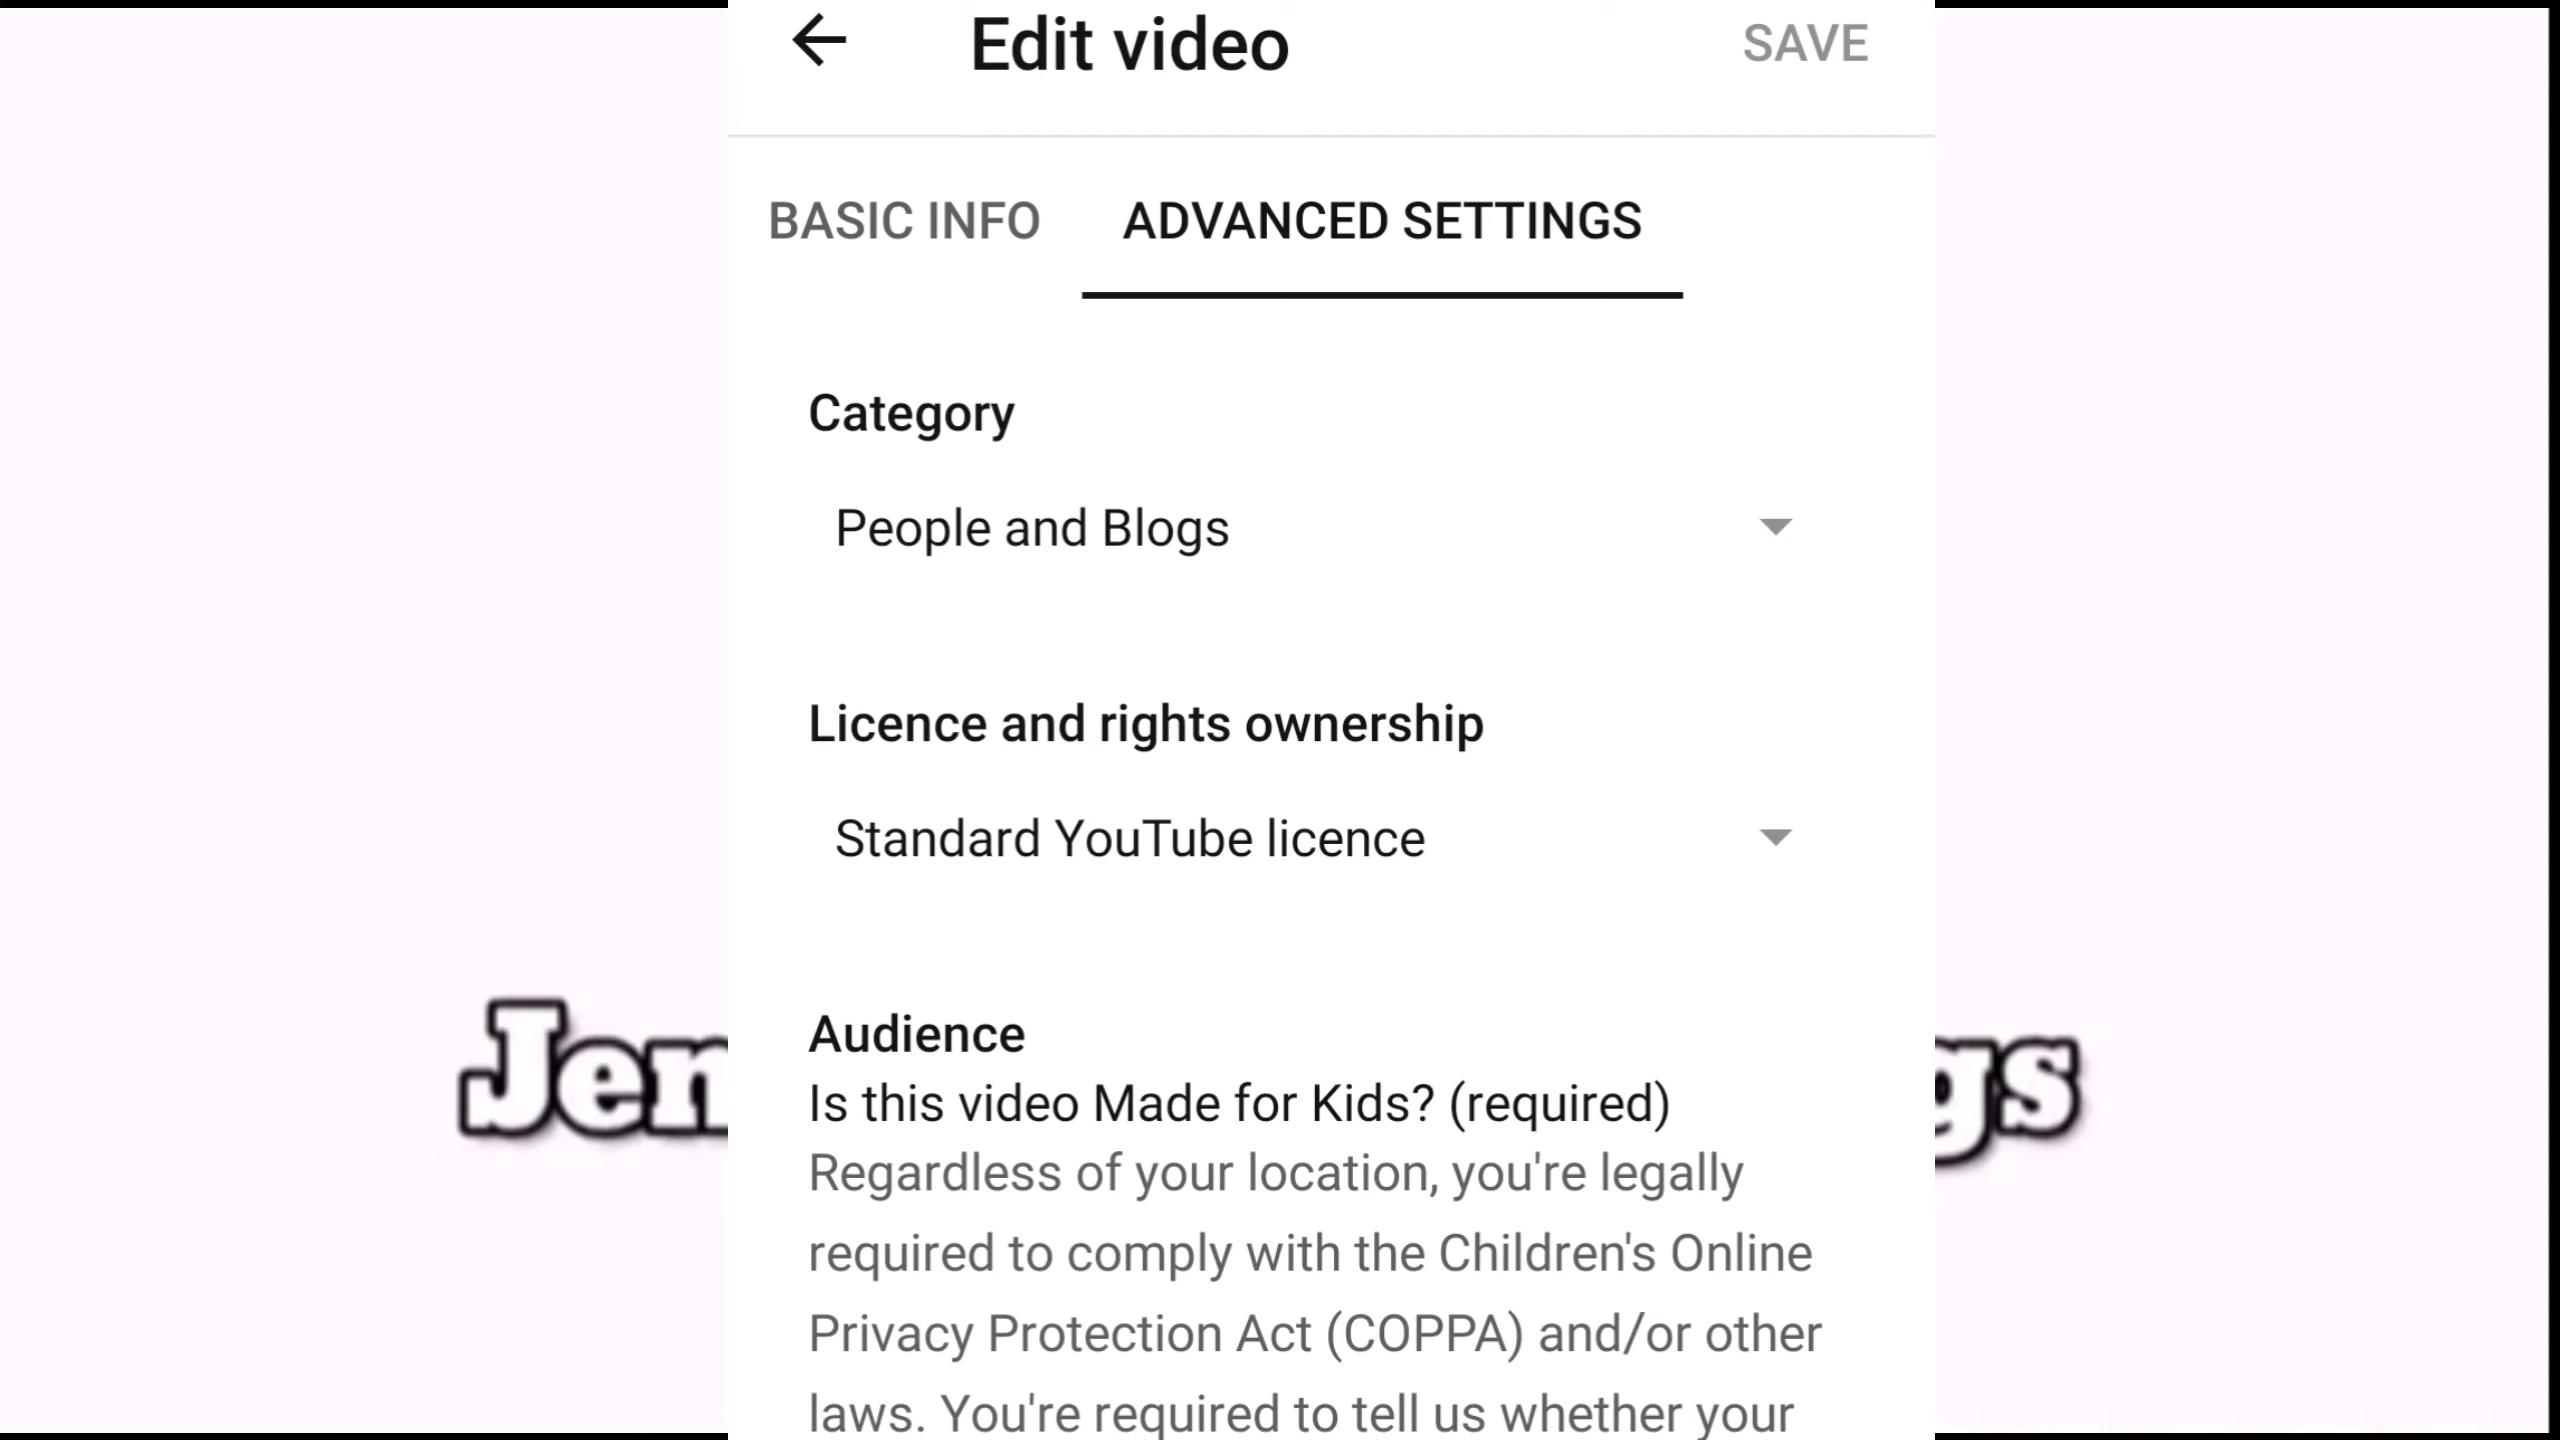 Edit video
SAVE
BASIC INFO
ADVANCED SETTINGS
Category
People and Blogs
Licence and rights ownership
Standard YouTube licence
Audience
Is this video Made for Kids? (required)
Regardless of your location, you're legally
required to comply with the Children's Online
Privacy Protection Act (COPPA) and/or other
laws. You're required to tell us whether your